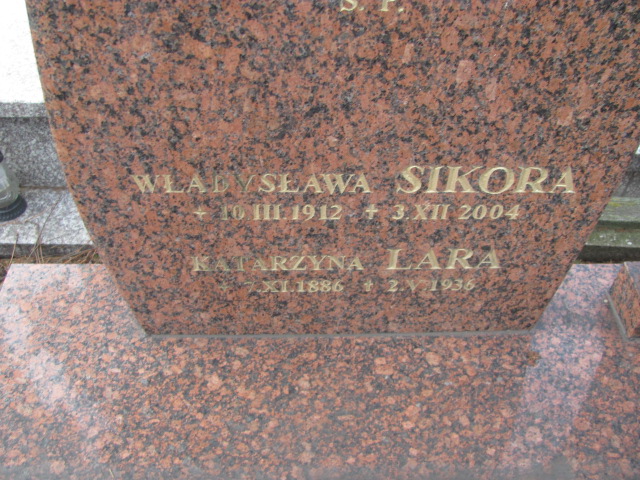 Ś. P.
WŁADYSŁAWA SIKORA
+ 10 III.1912 + 3.XII 2004
KATARZYNA LARA
+ 7.XI.1886 + 2.V.1936